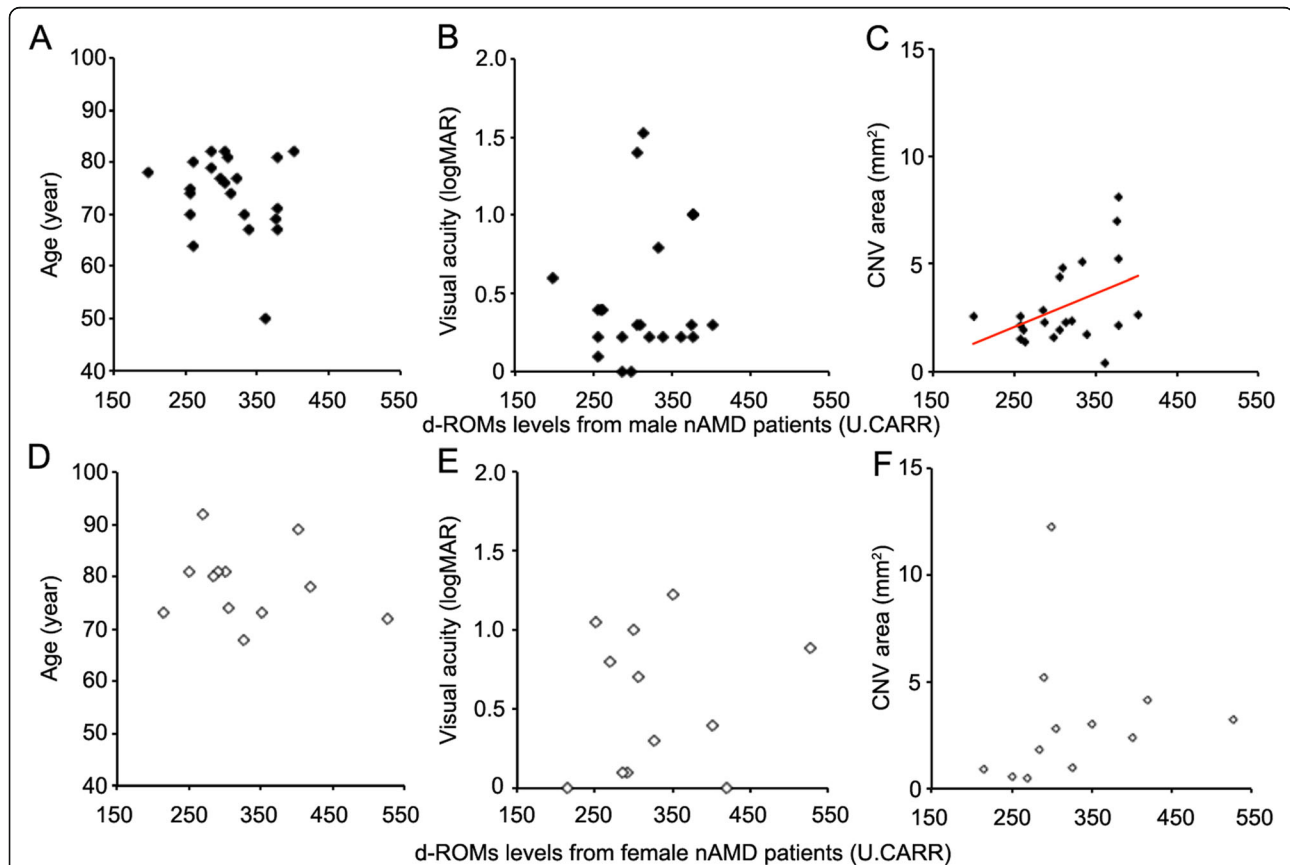 A
B
C
100
90
80
70
60
50
40
Age (year)
150 250 350 450 550
2.0
1.5
1.0
0.5
0
Visual acuity (logMAR)
150 250 350 450 550
15
10
5
0
CNV area (mm²)
150 250 350 450 550
d-ROMs levels from male nAMD patients (U.CARR)
D
E
F
100
90
80
70
60
50
40
Age (year)
150 250 350 450 550
2.0
1.5
1.0
0.5
0
Visual acuity (logMAR)
150 250 350 450 550
15
10
5
0
CNV area (mm²)
150 250 350 450 550
d-ROMs levels from female nAMD patients (U.CARR)